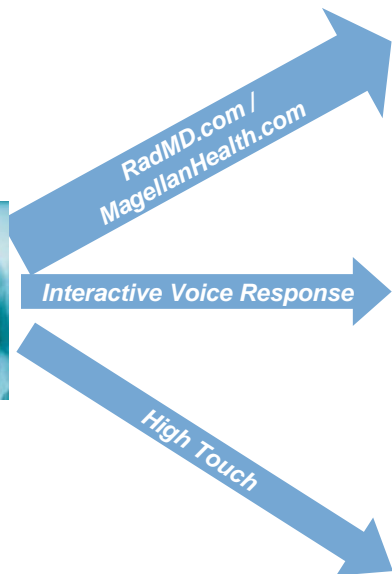 RadMD.com /
MagellanHealth.com
Interactive Voice Response
High Touch